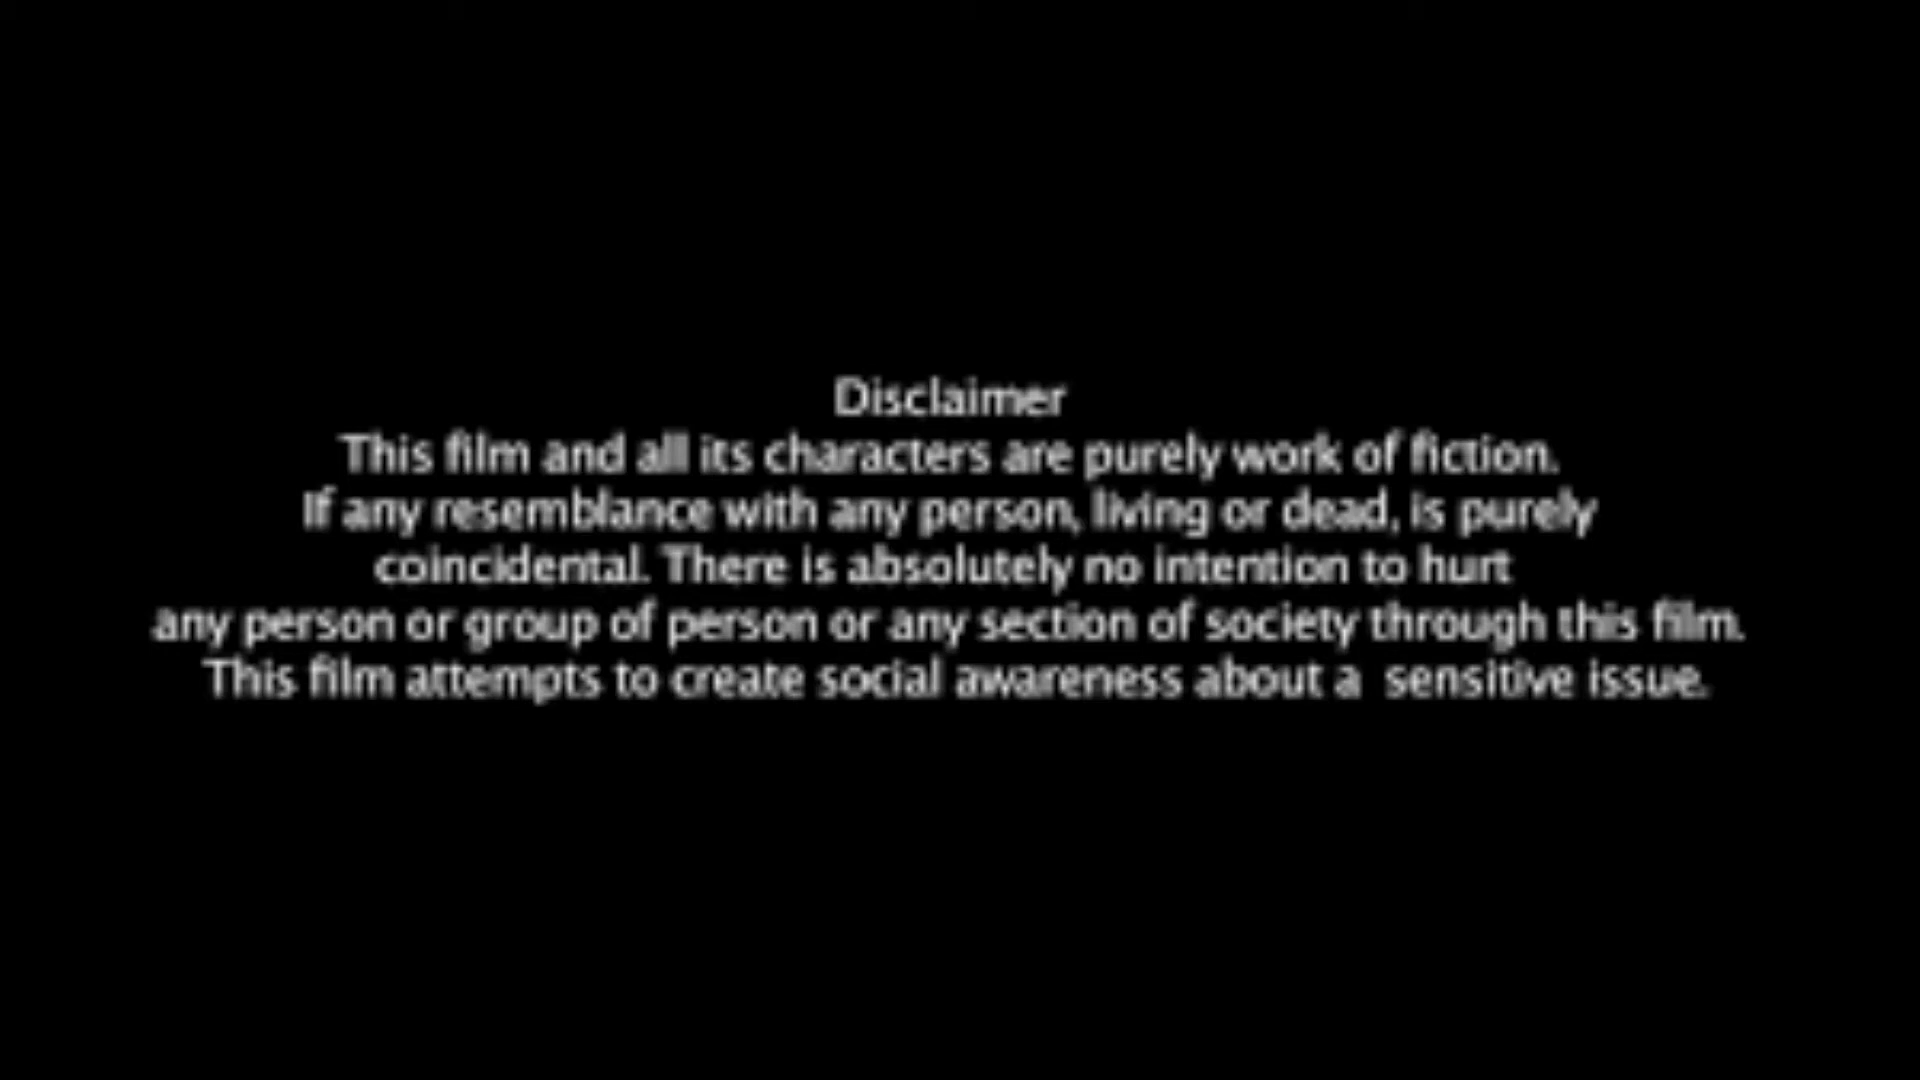 Disclaimer
This film and all its characters are purely work of fiction.
If any resemblance with any person, living or dead, is purely
coincidental. There is absolutely no intention to hurt
any person or group of person or any section of society through this film.
This film attempts to create social awareness about a  sensitive issue.